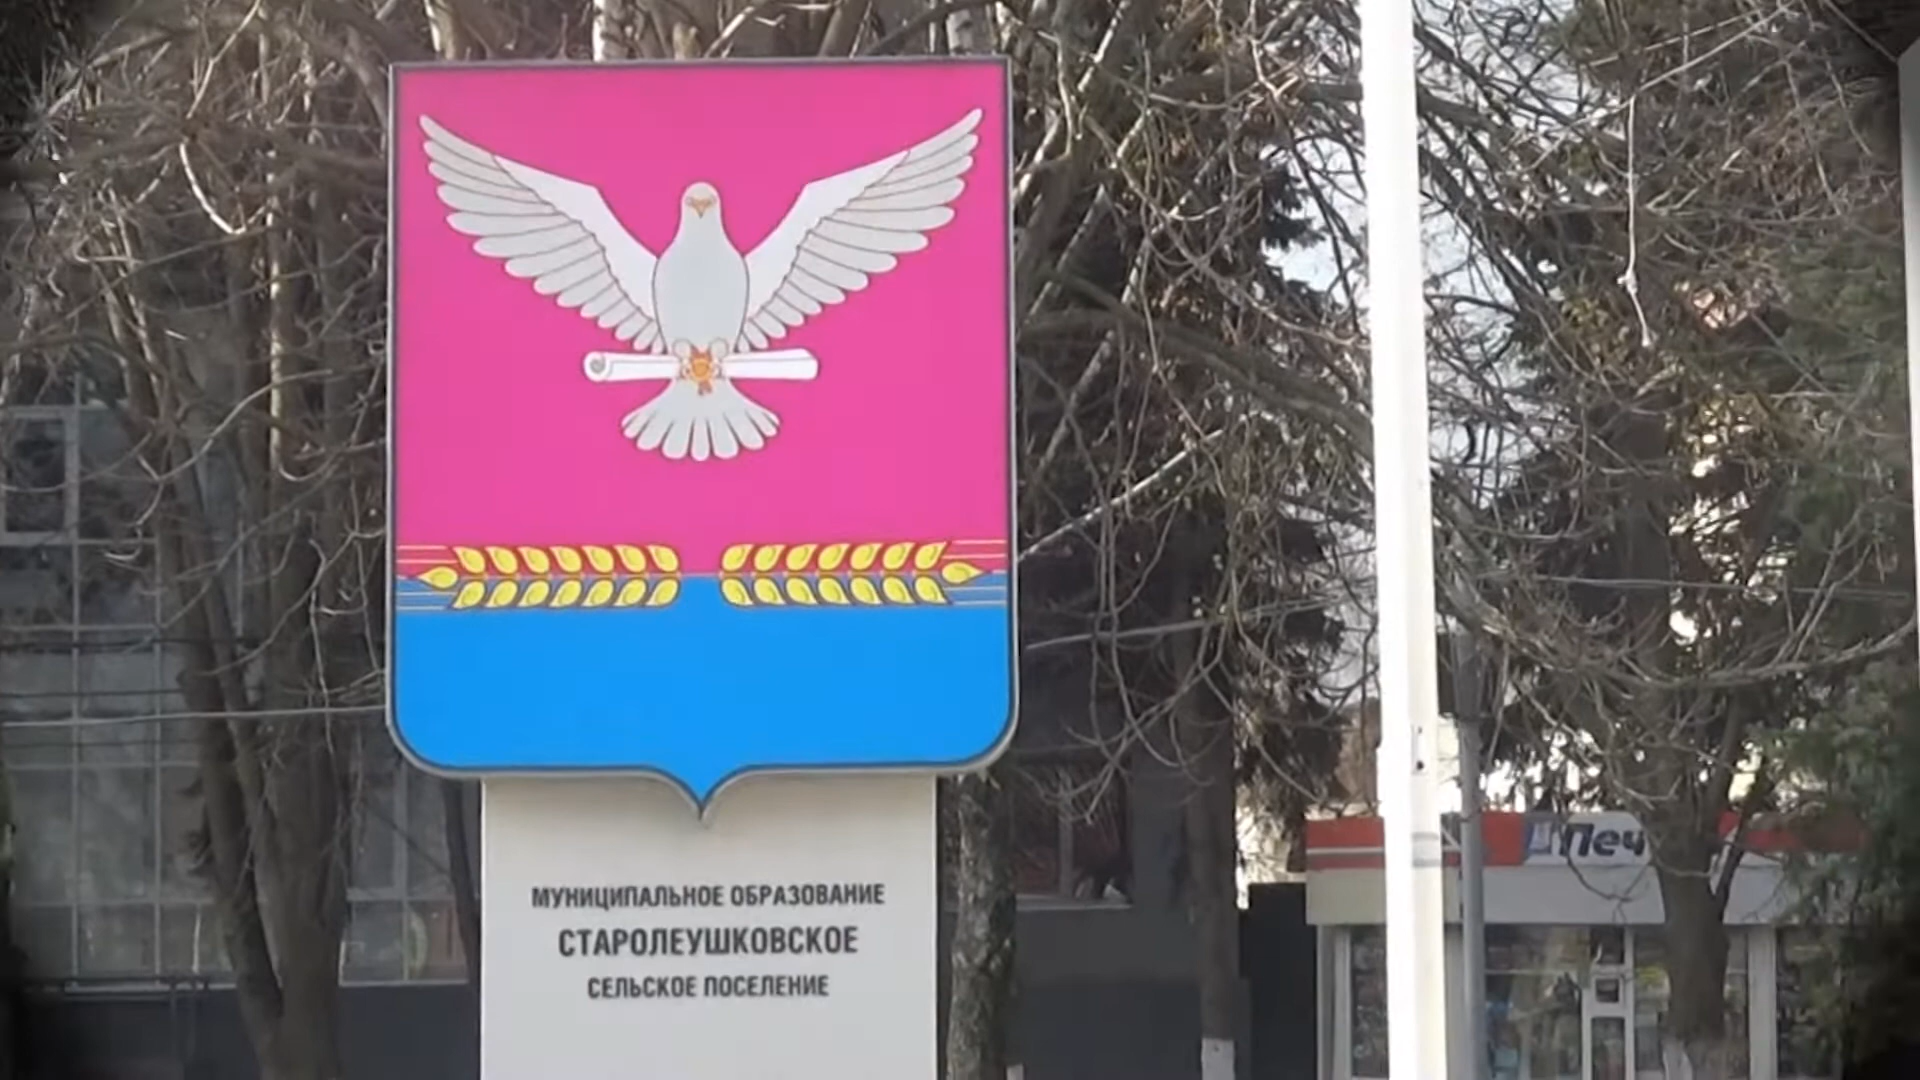 МУНИЦИПАЛЬНОЕ ОБРАЗОВАНИЕ
СТАРОЛЕУШКОВСКОЕ
СЕЛЬСКОЕ ПОСЕЛЕНИЕ
Печ